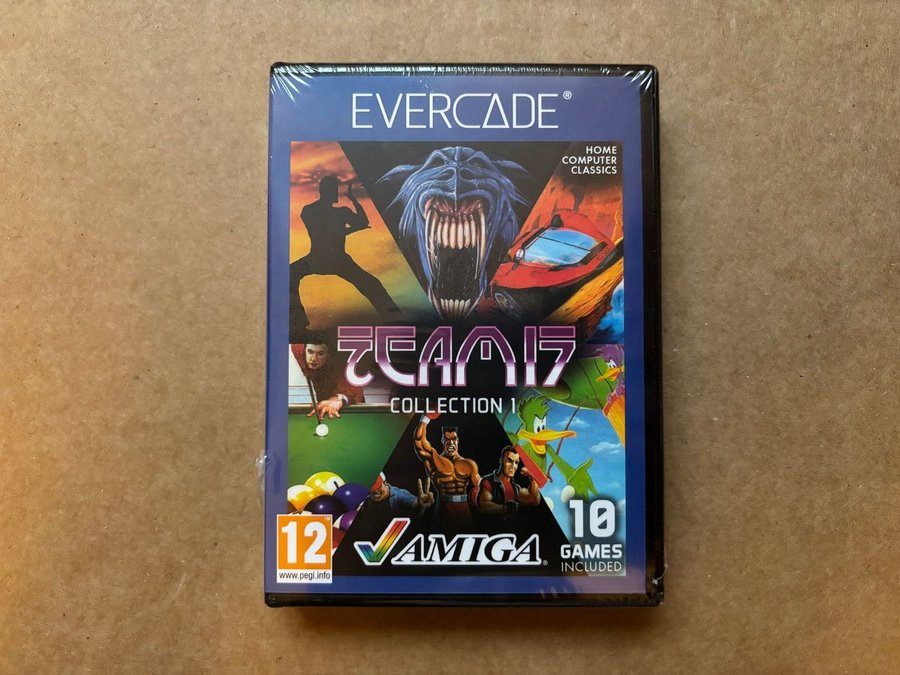 EVERCADE®
HOME
COMPUTER
CLASSICS
TEAM17
COLLECTION 1
12
www.pegi.info
AMIGA®
10
GAMES
INCLUDED